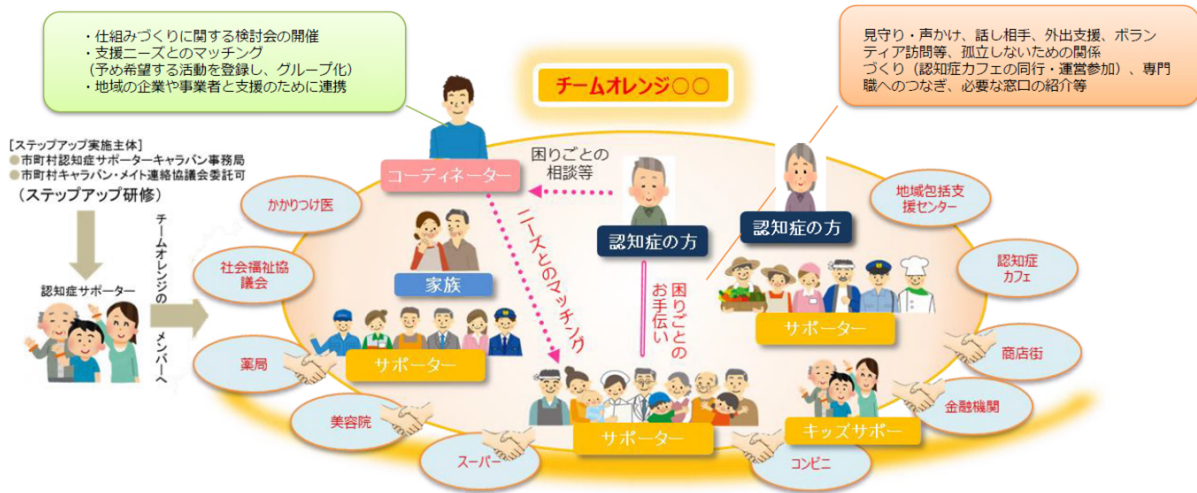 ・仕組みづくりに関する検討会の開催
・支援ニーズとのマッチング
（予め希望する活動を登録し、グループ化）
・地域の企業や事業者と支援のために連携
チームオレンジ○○
見守り・声かけ、話し相手、外出支援、ボラン
ティア訪問等、孤立しないための関係
づくり（認知症カフェの同行・運営参加）、専門
職へのつなぎ、必要な窓口の紹介等
[ステップアップ実施主体]
●市町村認知症サポーターキャラバン事務局
●市町村キャラバン・メイト連絡協議会委託可
（ステップアップ研修）
認知症サポーター
チームオレンジの
メンバーへ
コーディネーター
困りごとの
相談等
認知症の方
認知症の方
家族
ニーズとのマッチング
困りごとの
お手伝い
サポーター
サポーター
サポーター
キッズサポー
かかりつけ医
社会福祉協
議会
薬局
美容院
スーパー
コンビニ
金融機関
商店街
認知症
カフェ
地域包括支
援センター